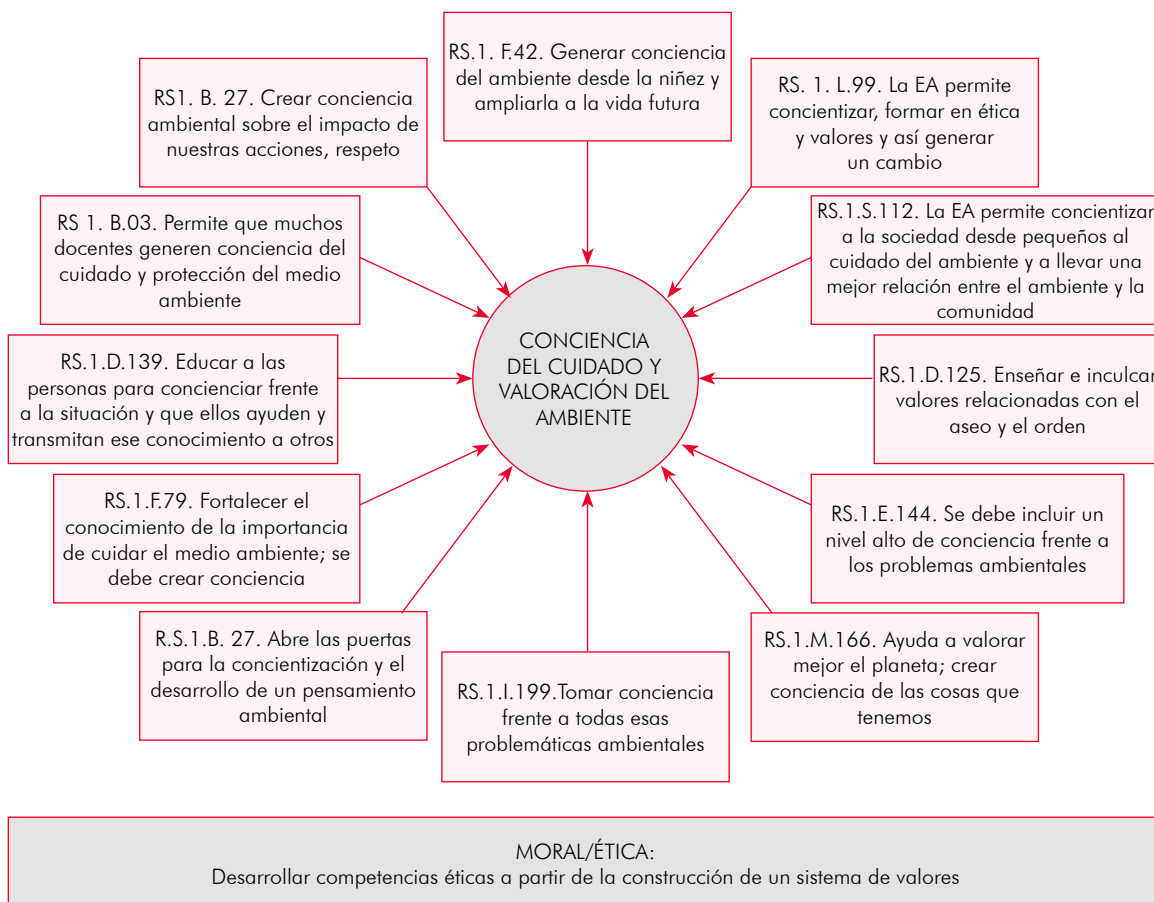 RS.1. F.42. Generar conciencia
del ambiente desde la niñez y
ampliarla a la vida futura
RS1. B. 27. Crear conciencia
ambiental sobre el impacto de
nuestras acciones, respeto
RS. 1. L.99. La EA permite
concientizar, formar en ética
y valores y así generar
un cambio
RS 1. B.03. Permite que muchos
docentes generen conciencia del
cuidado y protección del medio
ambiente
RS.1.S.112. La EA permite concientizar
a la sociedad desde pequeños al
cuidado del ambiente y a llevar una
mejor relación entre el ambiente y la
comunidad
CONCIENCIA
DEL CUIDADO Y
VALORACIÓN DEL
AMBIENTE
RS.1.D.139. Educar a las
personas para concienciar frente
a la situación y que ellos ayuden y
transmitan ese conocimiento a otros
RS.1.D.125. Enseñar e inculcar
valores relacionadas con el
aseo y el orden
RS.1.F.79. Fortalecer el
conocimiento de la importancia
de cuidar el medio ambiente; se
debe crear conciencia
RS.1.E.144. Se debe incluir un
nivel alto de conciencia frente a
los problemas ambientales
R.S.1.B. 27. Abre las puertas
para la concientización y el
desarrollo de un pensamiento
ambiental
RS.1.I.199.Tomar conciencia
frente a todas esas
problemáticas ambientales
RS.1.M.166. Ayuda a valorar
mejor el planeta; crear
conciencia de las cosas que
tenemos
MORAL/ÉTICA:
Desarrollar competencias éticas a partir de la construcción de un sistema de valores